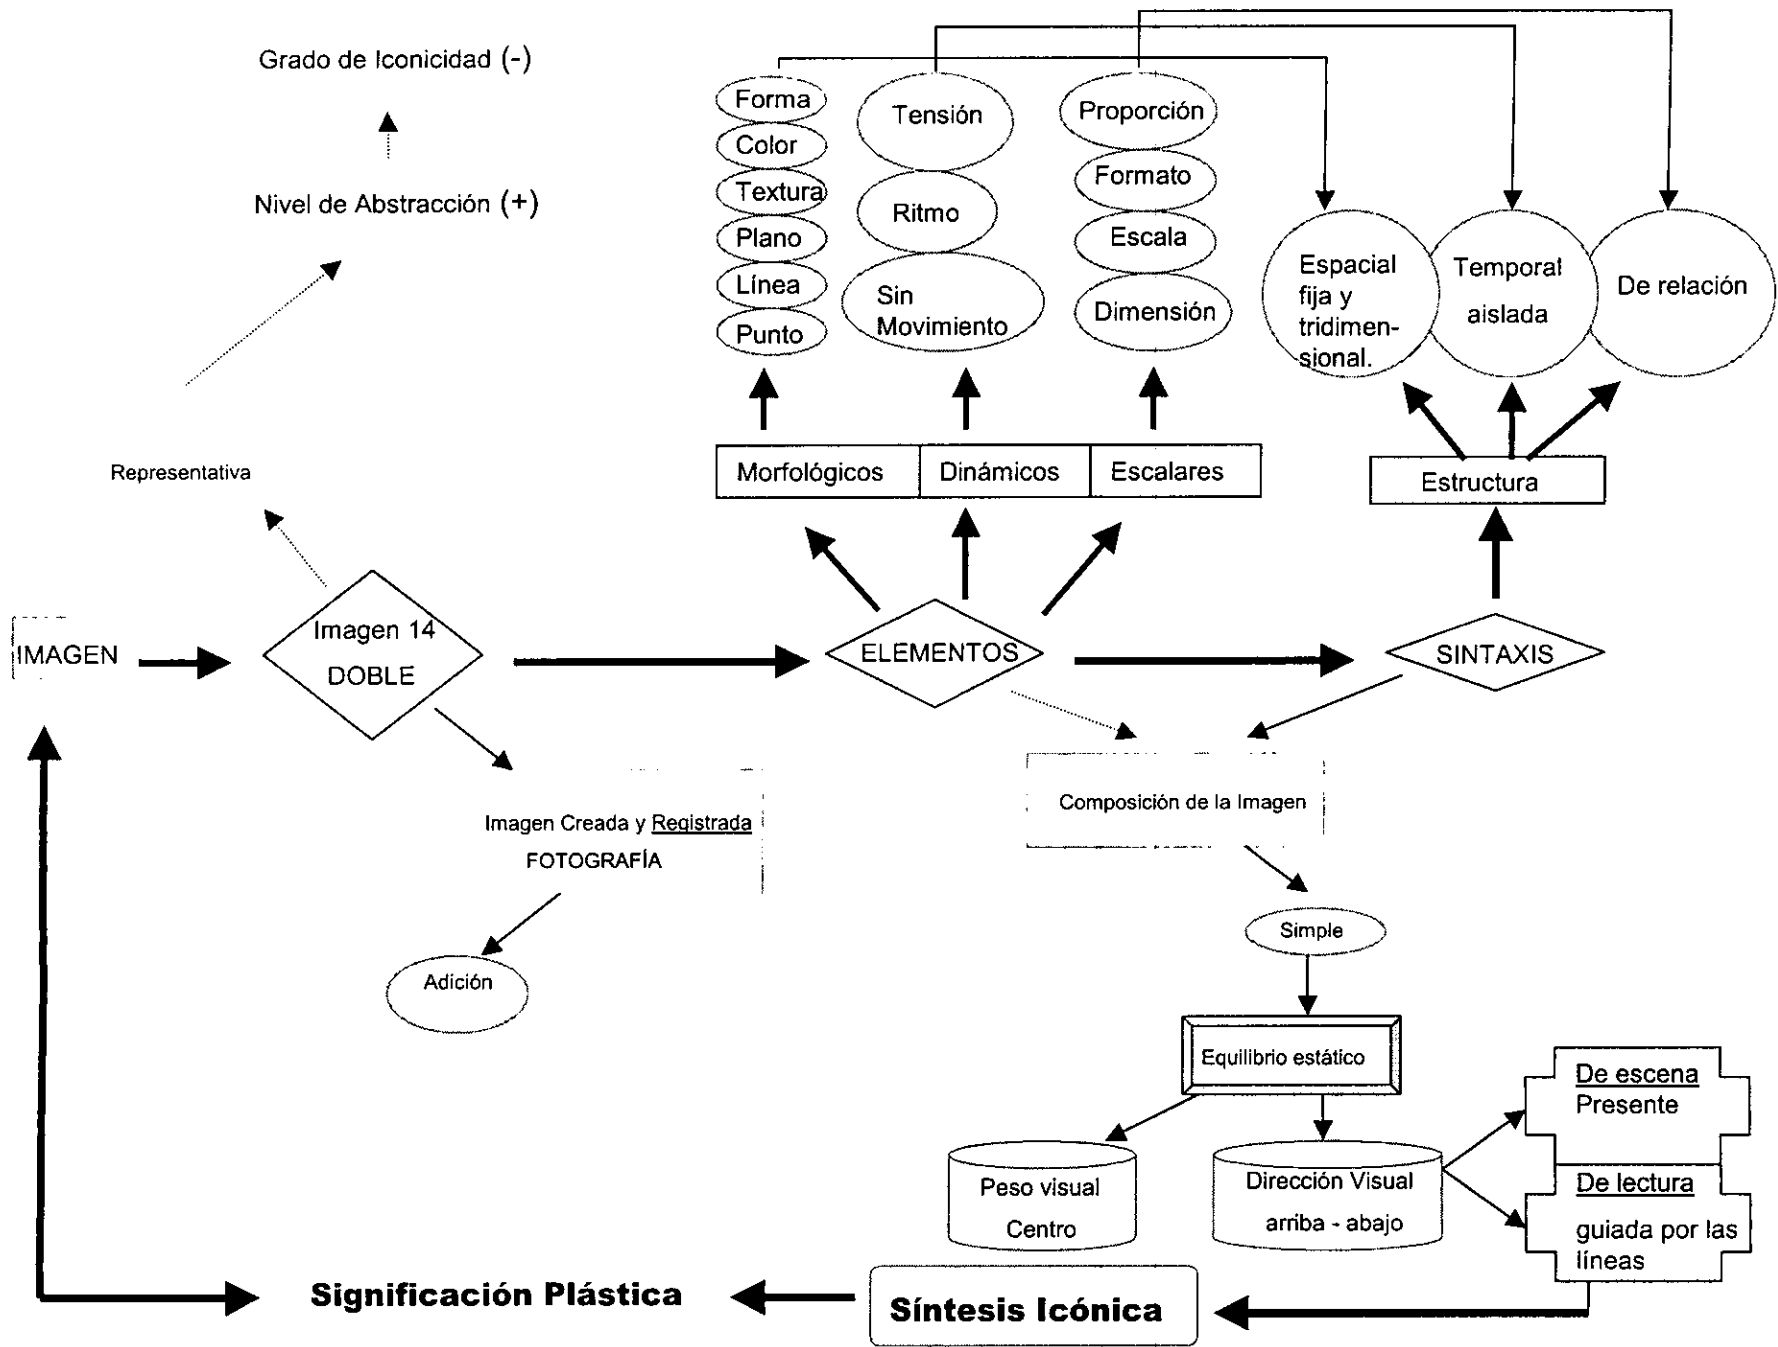 Grado de Iconicidad (-)
Nivel de Abstracción (+)
Representativa
IMAGEN
Imagen 14
DOBLE
Imagen Creada y Registrada
FOTOGRAFÍA
Adición
Forma
Color
Textura
Plano
Línea
Punto
Tensión
Ritmo
Sin
Movimiento
Proporción
Formato
Escala
Dimensión
Morfológicos
Dinámicos
Escalares
ELEMENTOS
Espacial
fija y
tridimen-
sional.
Temporal
aislada
De relación
Estructura
SINTAXIS
Composición de la Imagen
Simple
Equilibrio estático
Peso visual
Centro
Dirección Visual
arriba - abajo
De escena
Presente
De lectura
guiada por las
líneas
Síntesis Icónica
Significación Plástica